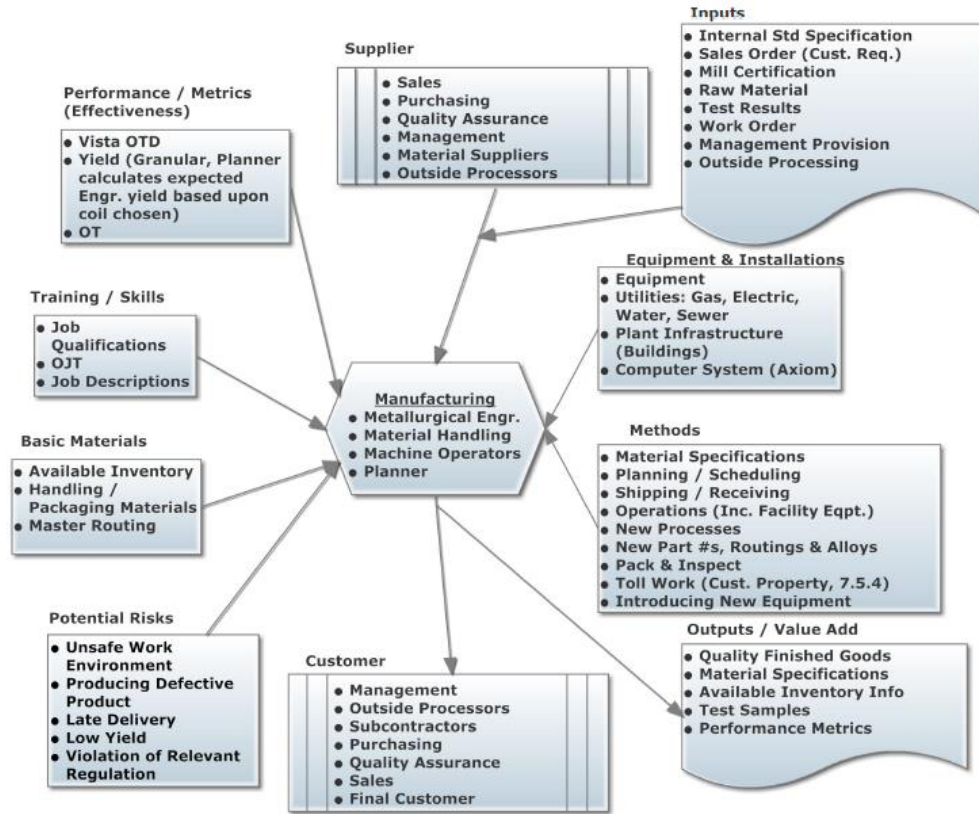 Inputs
● Internal Std Specification
● Sales Order (Cust. Req.)
● Mill Certification
● Raw Material
● Test Results
● Work Order
● Management Provision
● Outside Processing
Supplier
● Sales
● Purchasing
● Quality Assurance
● Management
● Material Suppliers
● Outside Processors
Performance / Metrics
(Effectiveness)
● Vista OTD
● Yield (Granular, Planner
calculates expected
Engr. yield based upon
coil chosen)
● OT
Equipment & Installations
● Equipment
● Utilities: Gas, Electric,
Water, Sewer
● Plant Infrastructure
(Buildings)
● Computer System (Axiom)
Training / Skills
● Job
Qualifications
● OJT
● Job Descriptions
Manufacturing
● Metallurgical Engr.
● Material Handling
● Machine Operators
● Planner
Basic Materials
● Available Inventory
● Handling /
Packaging Materials
● Master Routing
Methods
● Material Specifications
● Planning / Scheduling
● Shipping / Receiving
● Operations (Inc. Facility Eqpt.)
● New Processes
● New Part #s, Routings & Alloys
● Pack & Inspect
● Toll Work (Cust. Property, 7.5.4)
● Introducing New Equipment
Potential Risks
● Unsafe Work
Environment
● Producing Defective
Product
● Late Delivery
● Low Yield
● Violation of Relevant
Regulation
Customer
● Management
● Outside Processors
● Subcontractors
● Purchasing
● Quality Assurance
● Sales
● Final Customer
Outputs / Value Add
● Quality Finished Goods
● Material Specifications
● Available Inventory Info
● Test Samples
● Performance Metrics